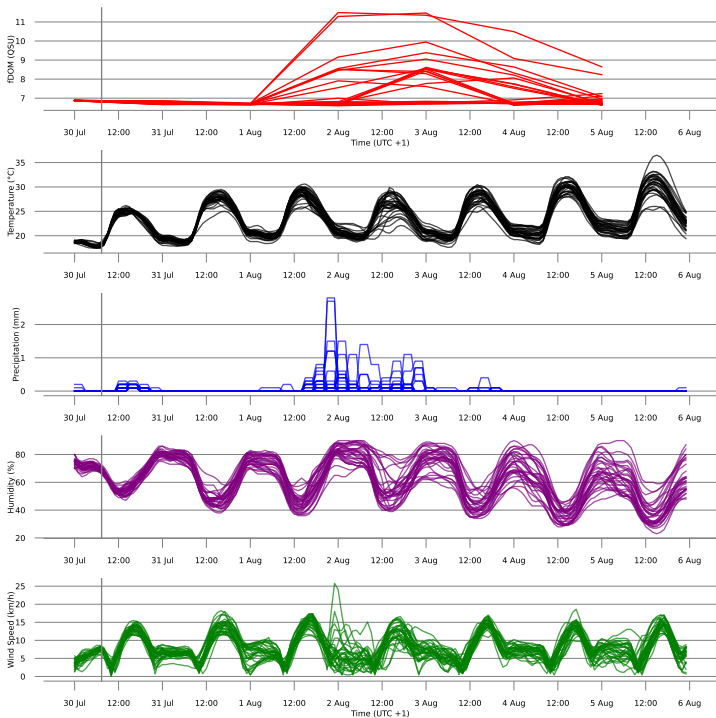 fDOM (QSU)
11
10
9
8
7
30 Jul 12:00 31 Jul 12:00 1 Aug 12:00 2 Aug 12:00 3 Aug 12:00 4 Aug 12:00 5 Aug 12:00 6 Aug
Time (UTC +1)
Temperature (°C)
35
30
25
20
30 Jul 12:00 31 Jul 12:00 1 Aug 12:00 2 Aug 12:00 3 Aug 12:00 4 Aug 12:00 5 Aug 12:00 6 Aug
Precipitation (mm)
2
1
0
30 Jul 12:00 31 Jul 12:00 1 Aug 12:00 2 Aug 12:00 3 Aug 12:00 4 Aug 12:00 5 Aug 12:00 6 Aug
Humidity (%)
80
60
40
20
30 Jul 12:00 31 Jul 12:00 1 Aug 12:00 2 Aug 12:00 3 Aug 12:00 4 Aug 12:00 5 Aug 12:00 6 Aug
Wind Speed (km/h)
25
20
15
10
5
0
30 Jul 12:00 31 Jul 12:00 1 Aug 12:00 2 Aug 12:00 3 Aug 12:00 4 Aug 12:00 5 Aug 12:00 6 Aug
Time (UTC +1)